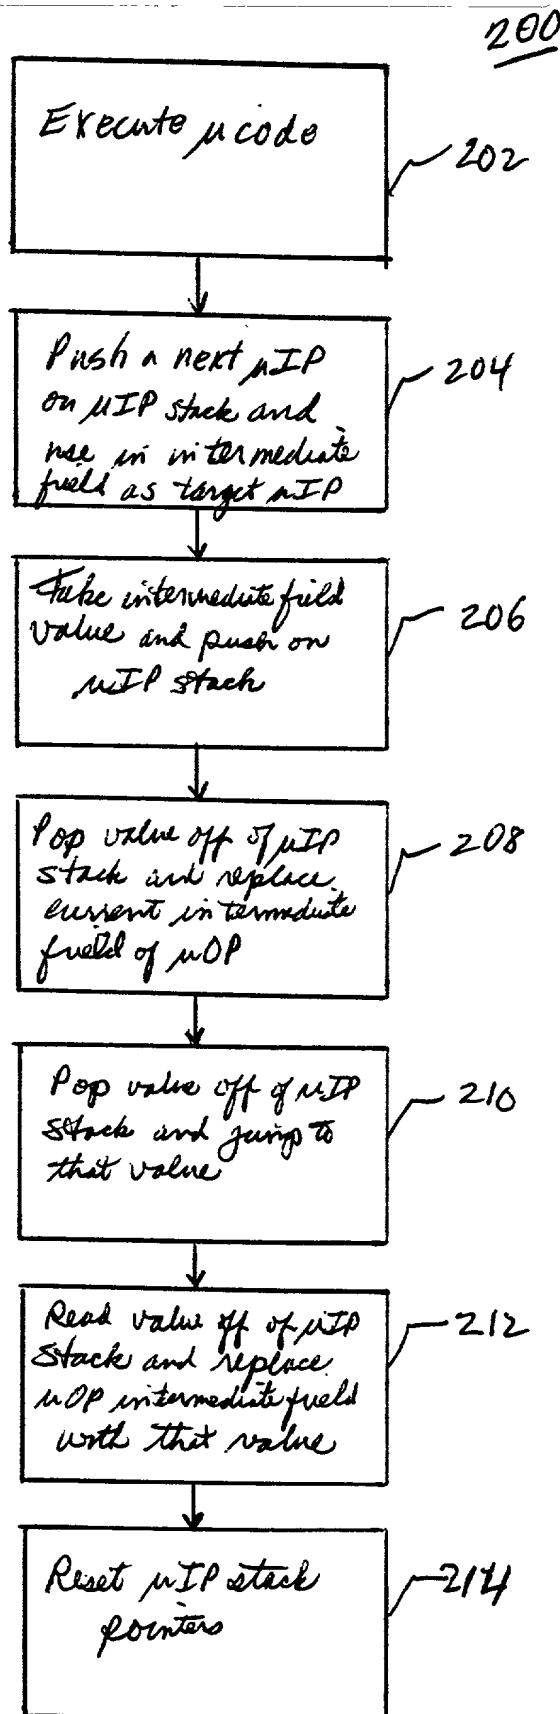 200
Execute μcode
202
Push a next μIP
on μIP stack and
use in intermediate
field as target μIP
204
Take intermediate field
value and push on
μIP stack
206
Pop value off of μIP
stack and replace
current intermediate
field of μOP
208
Pop value off of μIP
stack and jump to
that value
210
Read value off of μIP
stack and replace
μOP intermediate field
with that value
212
Reset μIP stack
pointers
214